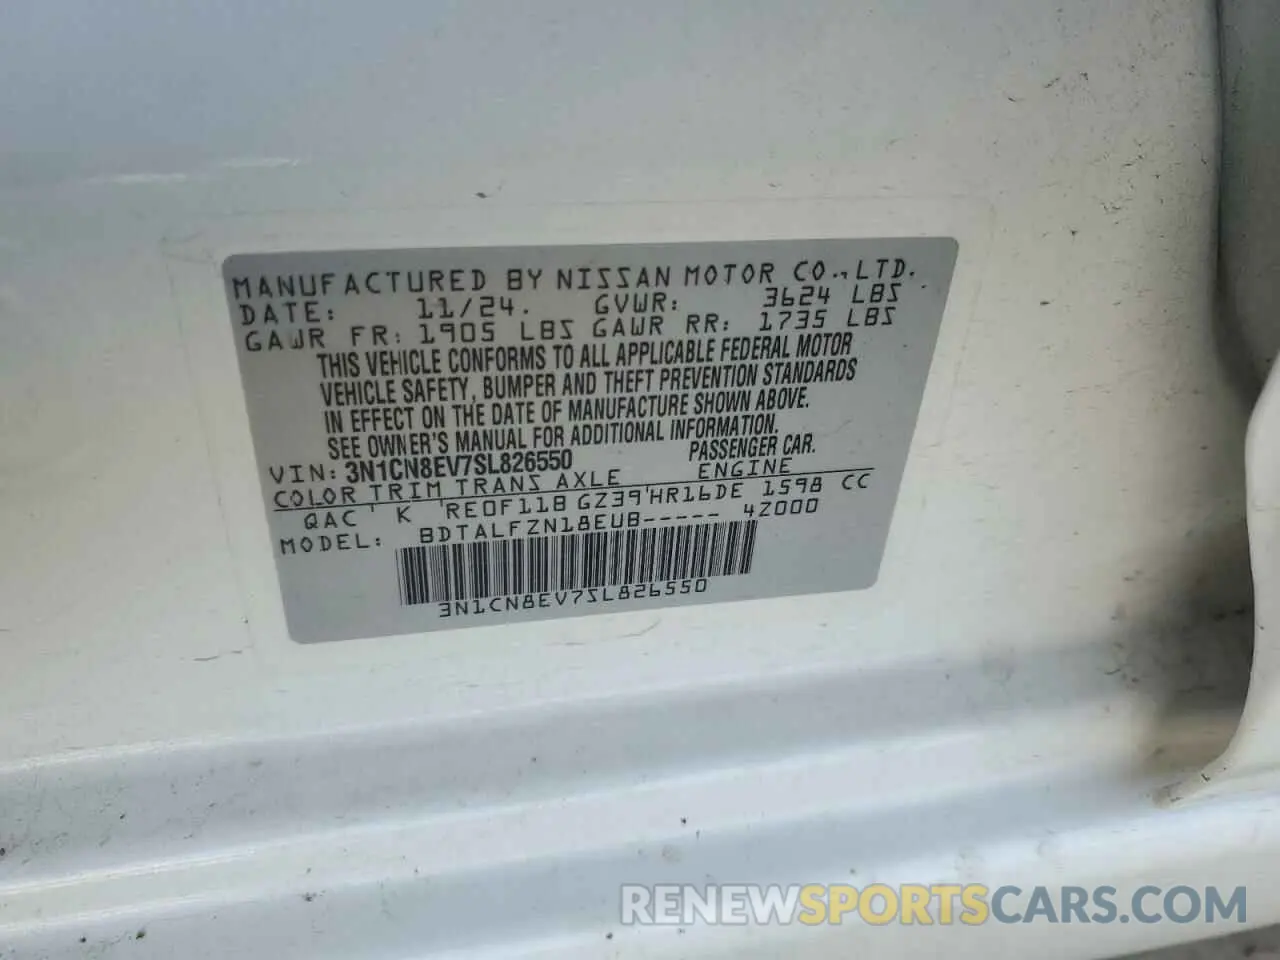 MANUFACTURED BY NISSAN MOTOR CO.,LTD.
DATE: 11/24. GVWR: 3624 LBS
GAWR FR: 1905 LBS GAWR RR: 1735 LBS
THIS VEHICLE CONFORMS TO ALL APPLICABLE FEDERAL MOTOR
VEHICLE SAFETY, BUMPER AND THEFT PREVENTION STANDARDS
IN EFFECT ON THE DATE OF MANUFACTURE SHOWN ABOVE.
SEE OWNER'S MANUAL FOR ADDITIONAL INFORMATION.
VIN: 3N1CN8EV7SL826550 PASSENGER CAR.
COLOR TRIM TRANS AXLE ENGINE
QAC' K 'RE0F11B GZ39'HR16DE 1598 CC
MODEL: BDTALFZN18EUB----- 4Z000
3N1CN8EV7SL826550
RENEWSPORTSCARS.COM